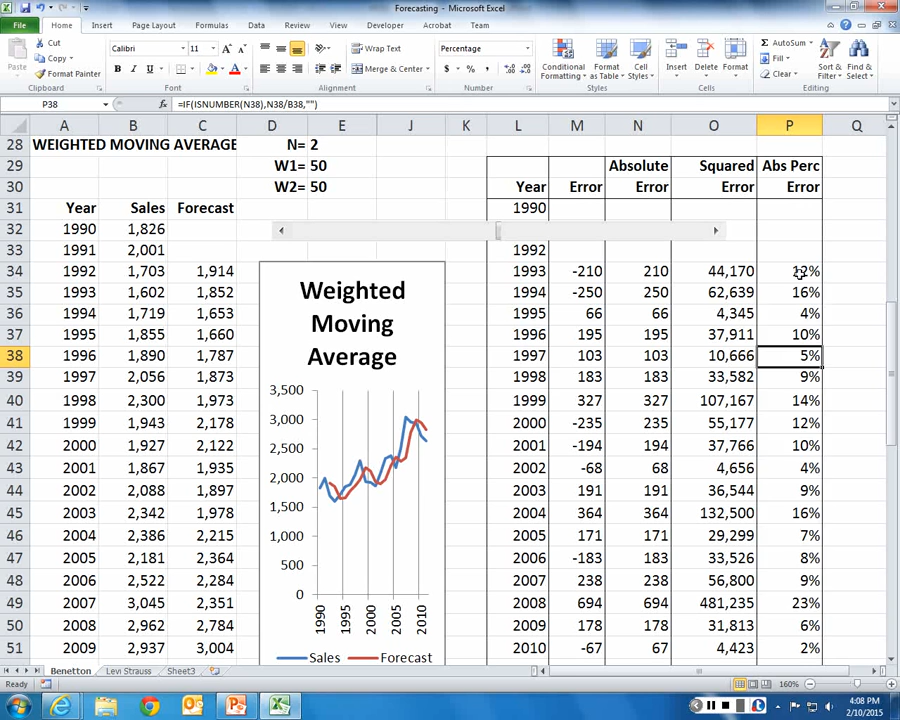 Forecasting - Microsoft Excel
File Home Insert Page Layout Formulas Data Review View Developer Acrobat Team
Paste Cut Copy Format Painter Calibri 11 A A Wrap Text Percentage Conditional Formatting Format as Table Cell Styles Insert Delete Format AutoSum Fill Clear Sort & Filter Find & Select
B I U A Merge & Center $ % ,
Clipboard Font Alignment Number Styles Cells Editing
P38 fx =IF(ISNUMBER(N38),N38/B38,"")
A B C D E J K L M N O P Q
28 WEIGHTED MOVING AVERAGE N= 2
29 W1= 50 Absolute Squared Abs Perc
30 W2= 50 Year Error Error Error Error
31 Year Sales Forecast 1990
32 1990 1,826
33 1991 2,001 1992
34 1992 1,703 1,914 1993 -210 210 44,170 12%
35 1993 1,602 1,852 1994 -250 250 62,639 16%
36 1994 1,719 1,653 1995 66 66 4,345 4%
37 1995 1,855 1,660 1996 195 195 37,911 10%
38 1996 1,890 1,787 1997 103 103 10,666 5%
39 1997 2,056 1,873 1998 183 183 33,582 9%
40 1998 2,300 1,973 1999 327 327 107,167 14%
41 1999 1,943 2,178 2000 -235 235 55,177 12%
42 2000 1,927 2,122 2001 -194 194 37,766 10%
43 2001 1,867 1,935 2002 -68 68 4,656 4%
44 2002 2,088 1,897 2003 191 191 36,544 9%
45 2003 2,342 1,978 2004 364 364 132,500 16%
46 2004 2,386 2,215 2005 171 171 29,299 7%
47 2005 2,181 2,364 2006 -183 183 33,526 8%
48 2006 2,522 2,284 2007 238 238 56,800 9%
49 2007 3,045 2,351 2008 694 694 481,235 23%
50 2008 2,962 2,784 2009 178 178 31,813 6%
51 2009 2,937 3,004 2010 -67 67 4,423 2%
Weighted
Moving
Average
3,500
3,000
2,500
2,000
1,500
1,000
500
0
1990 1995 2000 2005 2010
Sales Forecast
Benetton Levi Strauss Sheet3
Ready 160%
4:08 PM
2/10/2015